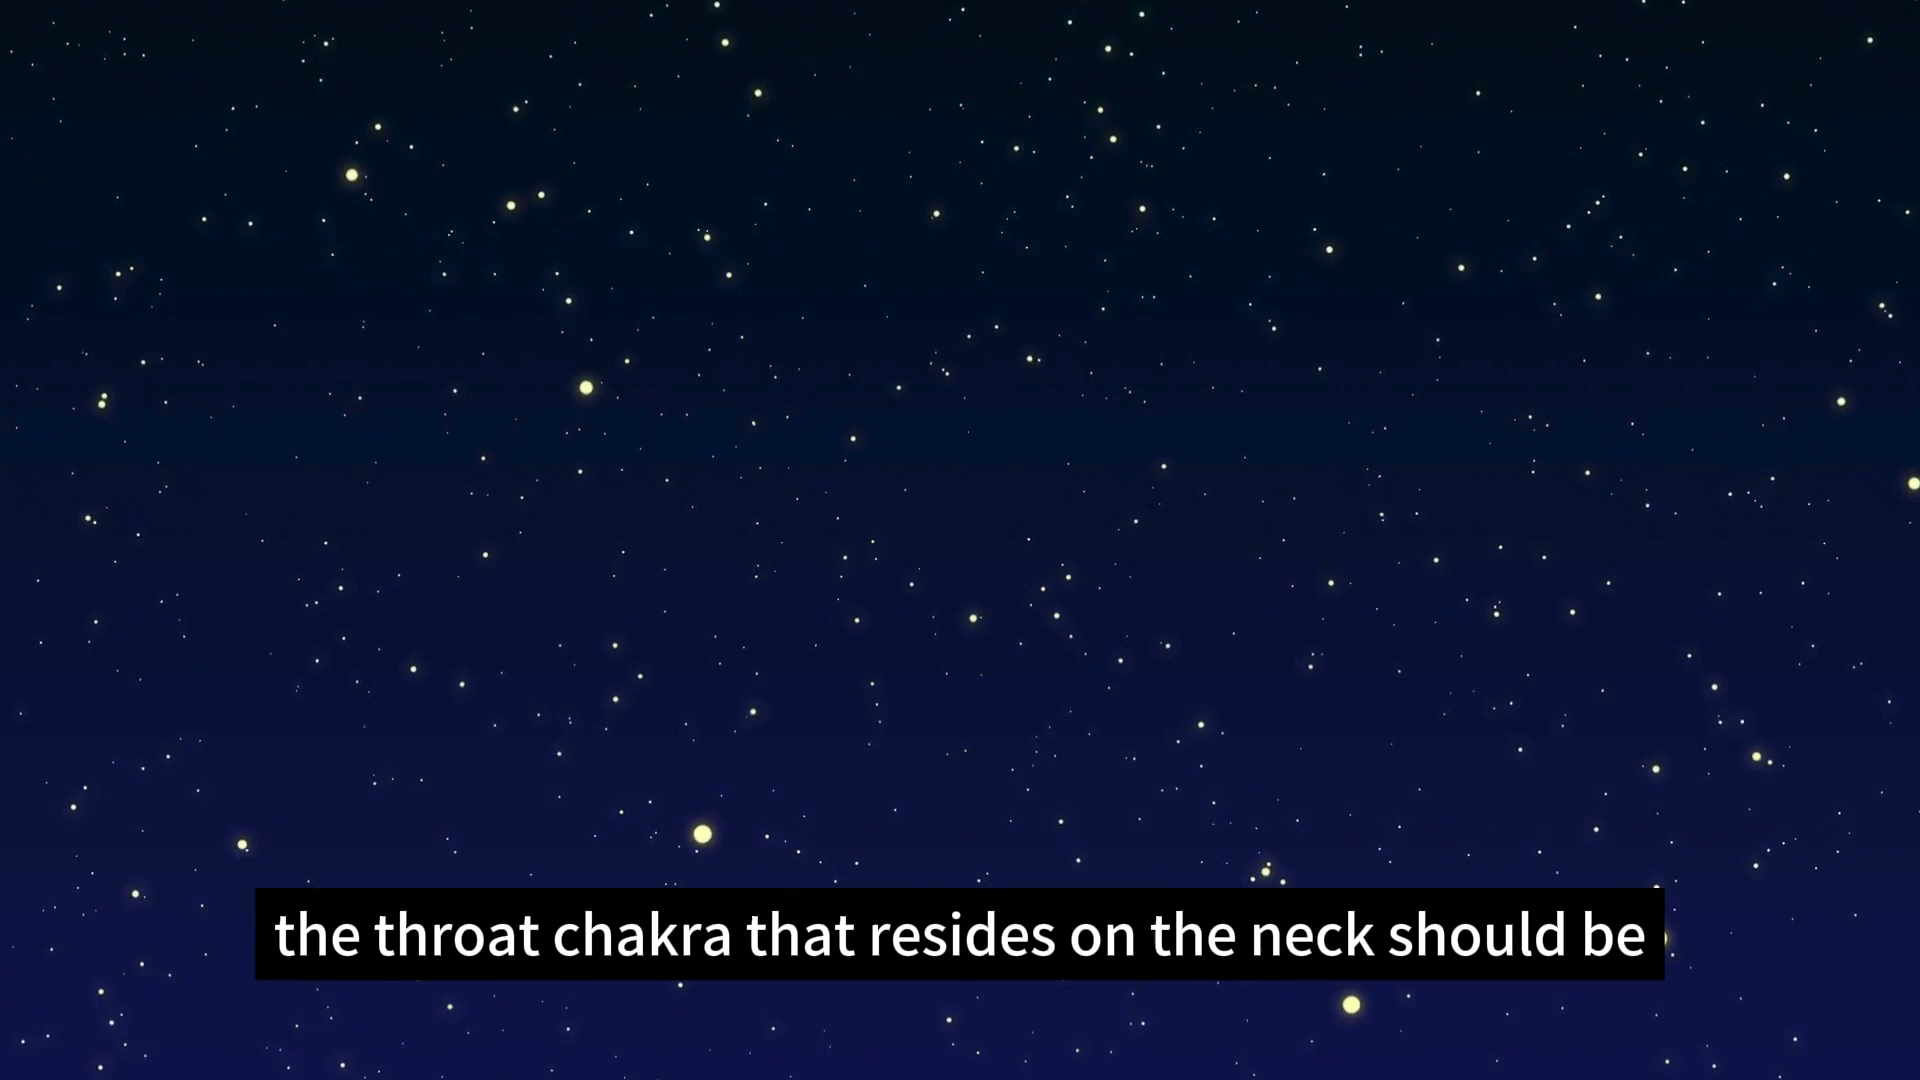 the throat chakra that resides on the neck should be